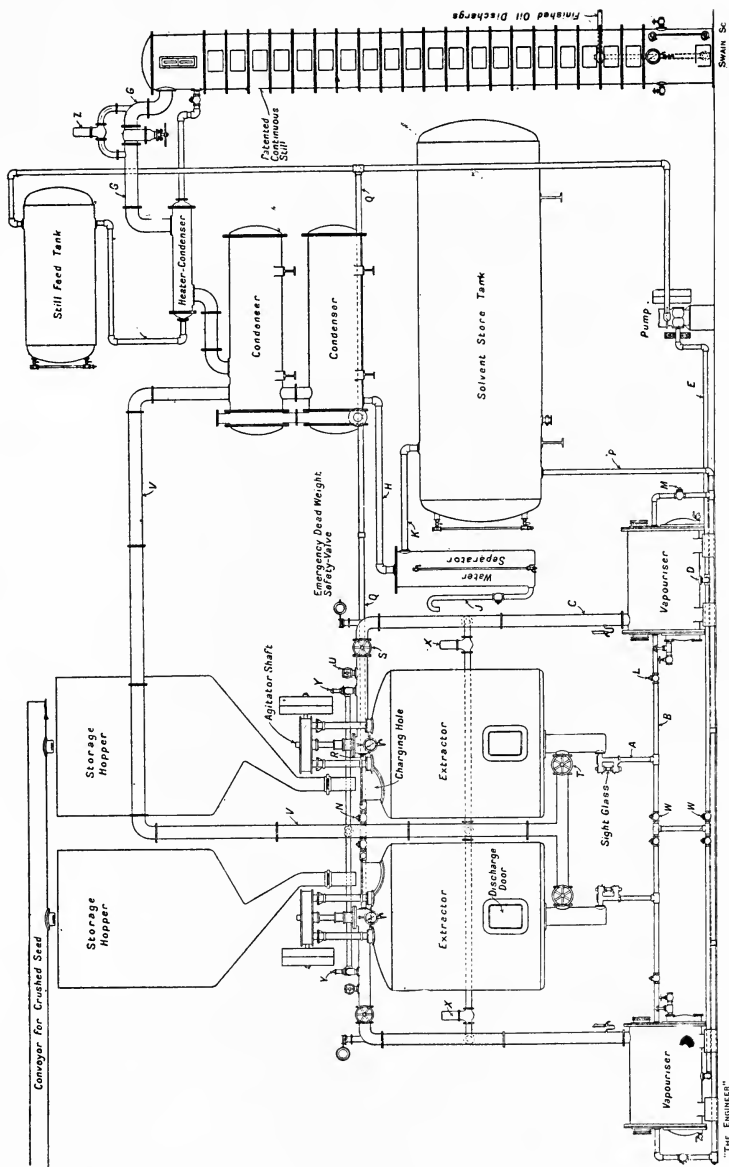 Conveyor for Crushed Seed
Storage
Hopper
Storage
Hopper
V
V
Agitator Shaft
Emergency Dead Weight
Safety-Valve
Still Feed Tank
Heater-Condenser
Condenser
Condenser
G
G
Z
J
Patented
Continuous
Still
Finished Oil Discharge
Q
Q
H
K
J
Water
Separator
Solvent Store Tank
Pump
E
P
M
Y
Y
U
R
N
S
Charging Hole
X
X
C
Extractor
Extractor
Discharge
Door
T
Sight Glass
A
B
L
W
W
D
Vapouriser
Vapouriser
"THE ENGINEER"
SWAIN SC